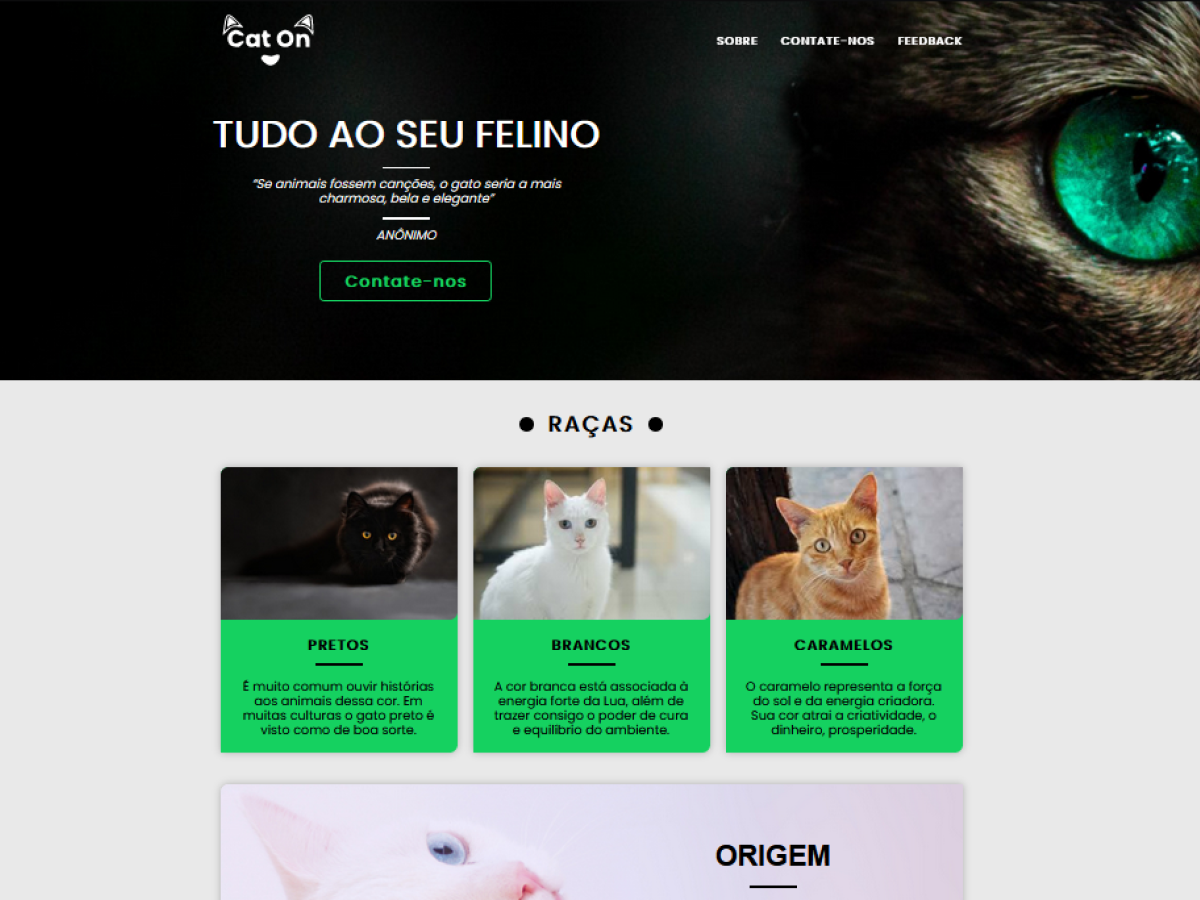 Cat On
SOBRE CONTATE-NOS FEEDBACK
TUDO AO SEU FELINO
“Se animais fossem canções, o gato seria a mais
charmosa, bela e elegante”
ANÔNIMO
Contate-nos
RAÇAS
PRETOS
É muito comum ouvir histórias
aos animais dessa cor. Em
muitas culturas o gato preto é
visto como de boa sorte.
BRANCOS
A cor branca está associada à
energia forte da Lua, além de
trazer consigo o poder de cura
e equilíbrio do ambiente.
CARAMELOS
O caramelo representa a força
do sol e da energia criadora.
Sua cor atrai a criatividade, o
dinheiro, prosperidade.
ORIGEM